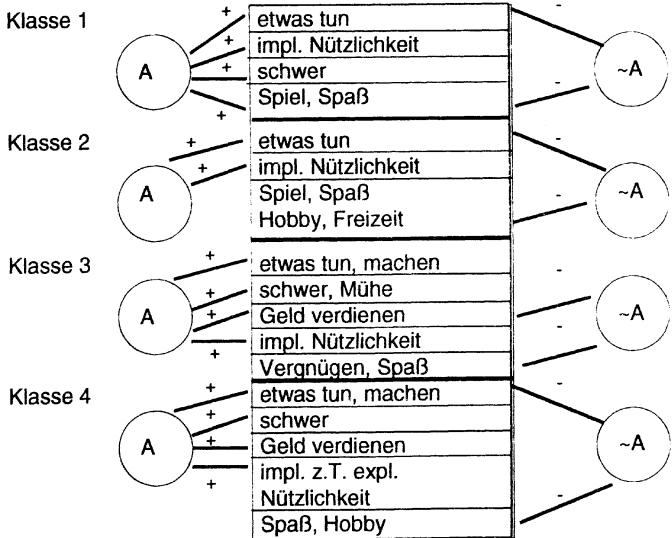 Klasse 1
+
etwas tun
-
+
impl. Nützlichkeit
A
+
schwer
~A
Spiel, Spaß
-
+
Klasse 2
+
etwas tun
-
+
impl. Nützlichkeit
A
Spiel, Spaß
~A
Hobby, Freizeit
-
Klasse 3
+
etwas tun, machen
-
+
schwer, Mühe
A
+
Geld verdienen
~A
impl. Nützlichkeit
-
+
Vergnügen, Spaß
Klasse 4
+
etwas tun, machen
-
+
schwer
A
+
Geld verdienen
~A
impl. z.T. expl.
+
Nützlichkeit
-
Spaß, Hobby